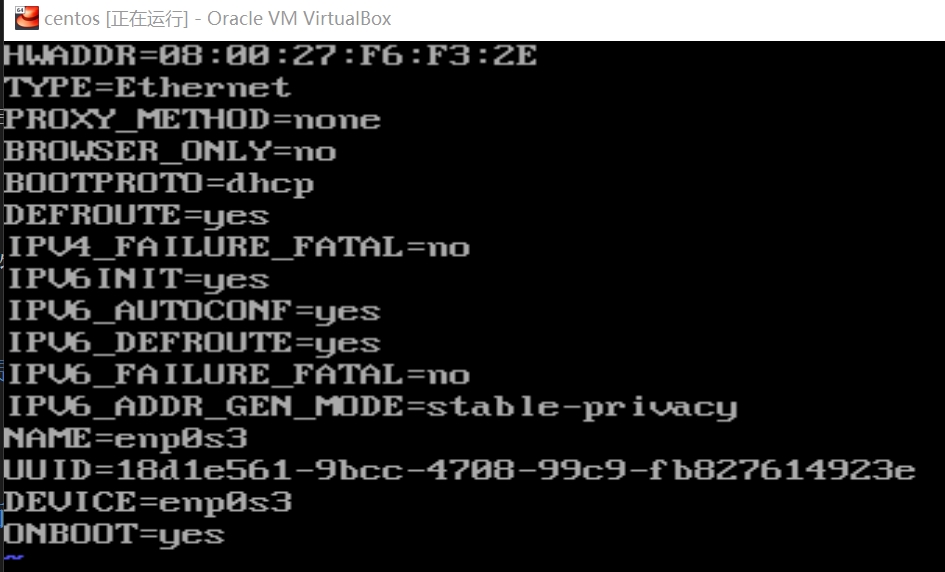 centos [正在运行] - Oracle VM VirtualBox
HWADDR=08:00:27:F6:F3:2E
TYPE=Ethernet
PROXY_METHOD=none
BROWSER_ONLY=no
BOOTPROTO=dhcp
DEFROUTE=yes
IPV4_FAILURE_FATAL=no
IPV6INIT=yes
IPV6_AUTOCONF=yes
IPV6_DEFROUTE=yes
IPV6_FAILURE_FATAL=no
IPV6_ADDR_GEN_MODE=stable-privacy
NAME=enp0s3
UUID=18d1e561-9bcc-4708-99c9-fb827614923e
DEVICE=enp0s3
ONBOOT=yes
~